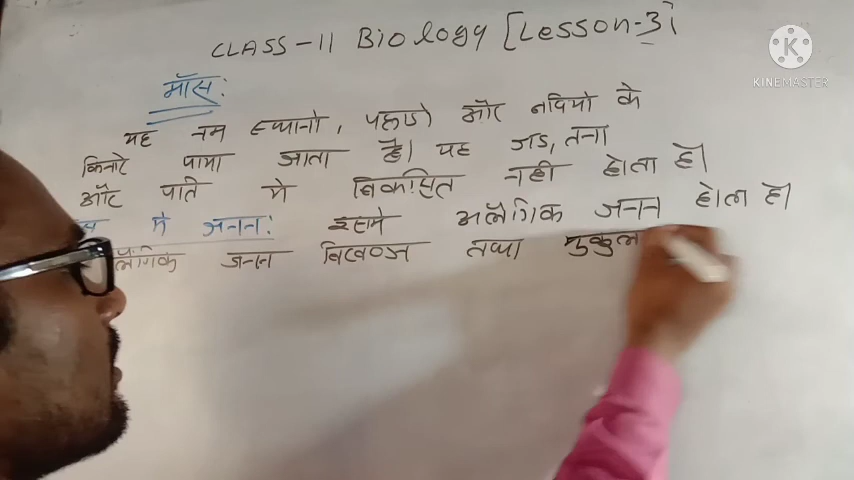 CLASS-11 Biology [Lesson-3]
KINEMASTER
मॉस:
यह नम स्थानो, पहाडो और नदियो के
किनारे पाया जाता है। यह जड, तना
और पाति मे विकसित नही होता है।
मे जनन: इसमे अलैंगिक जनन होता है।
लैंगिक जनन विखण्ड तथा मुकुल